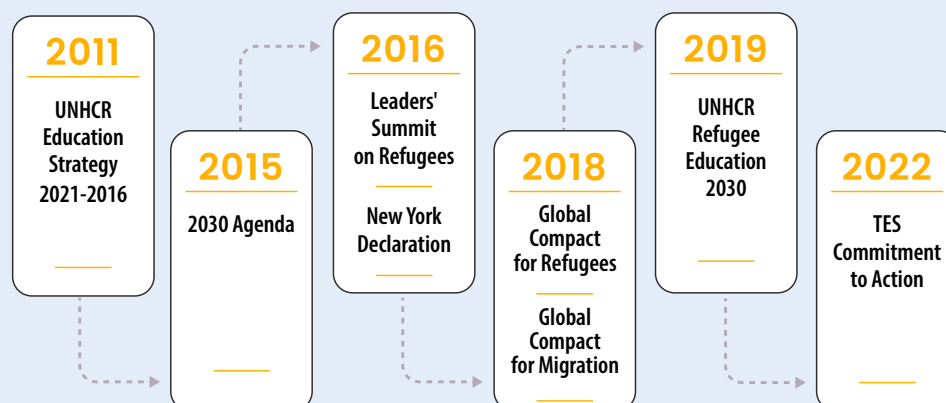 2011
UNHCR
Education
Strategy
2021-2016
2015
2030 Agenda
2016
Leaders'
Summit
on Refugees
New York
Declaration
2018
Global
Compact
for Refugees
Global
Compact
for Migration
2019
UNHCR
Refugee
Education
2030
2022
TES
Commitment
to Action